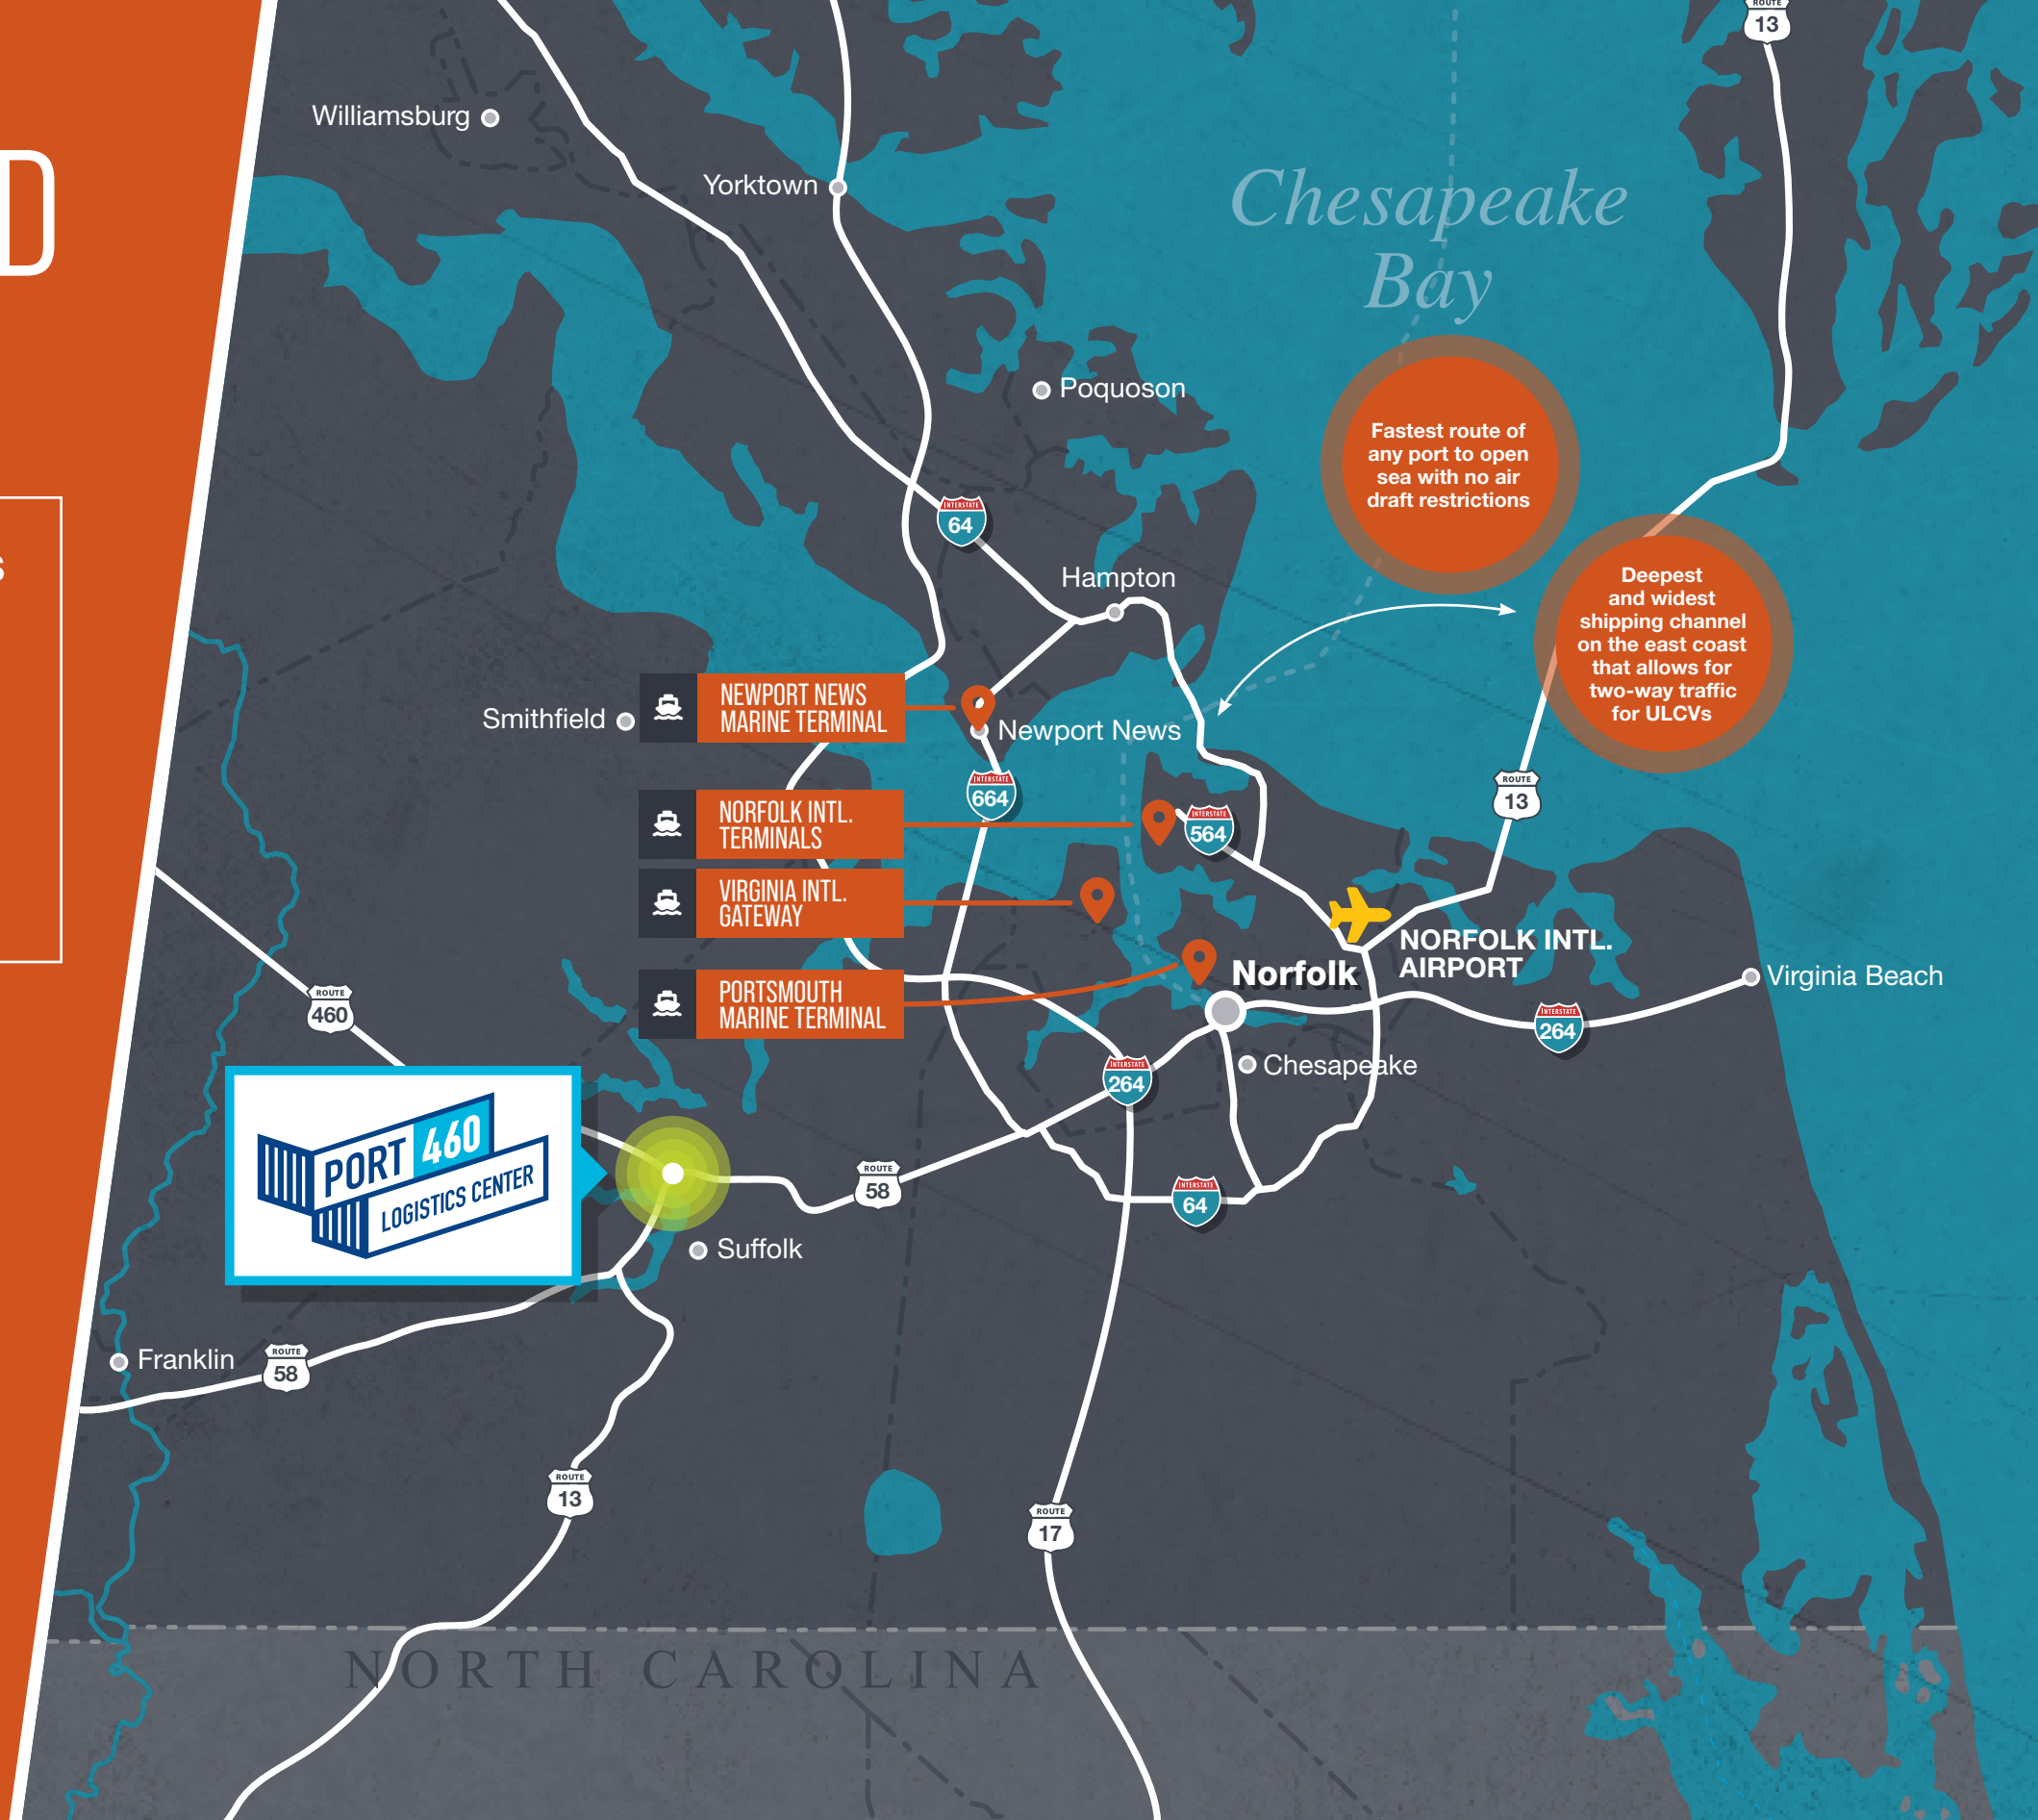 ROUTE
13
Williamsburg
Yorktown
Chesapeake
Bay
D
Poquoson
Fastest route of
any port to open
sea with no air
draft restrictions
INTERSTATE
64
S
Hampton
Deepest
and widest
shipping channel
on the east coast
that allows for
two-way traffic
for ULCVs
NEWPORT NEWS
MARINE TERMINAL
Smithfield
Newport News
INTERSTATE
664
ROUTE
13
NORFOLK INTL.
TERMINALS
INTERSTATE
564
VIRGINIA INTL.
GATEWAY
NORFOLK INTL.
AIRPORT
Norfolk
Virginia Beach
PORTSMOUTH
MARINE TERMINAL
ROUTE
460
INTERSTATE
264
INTERSTATE
264
Chesapeake
PORT 460
LOGISTICS CENTER
ROUTE
58
INTERSTATE
64
Suffolk
Franklin
ROUTE
58
ROUTE
13
ROUTE
17
NORTH CAROLINA